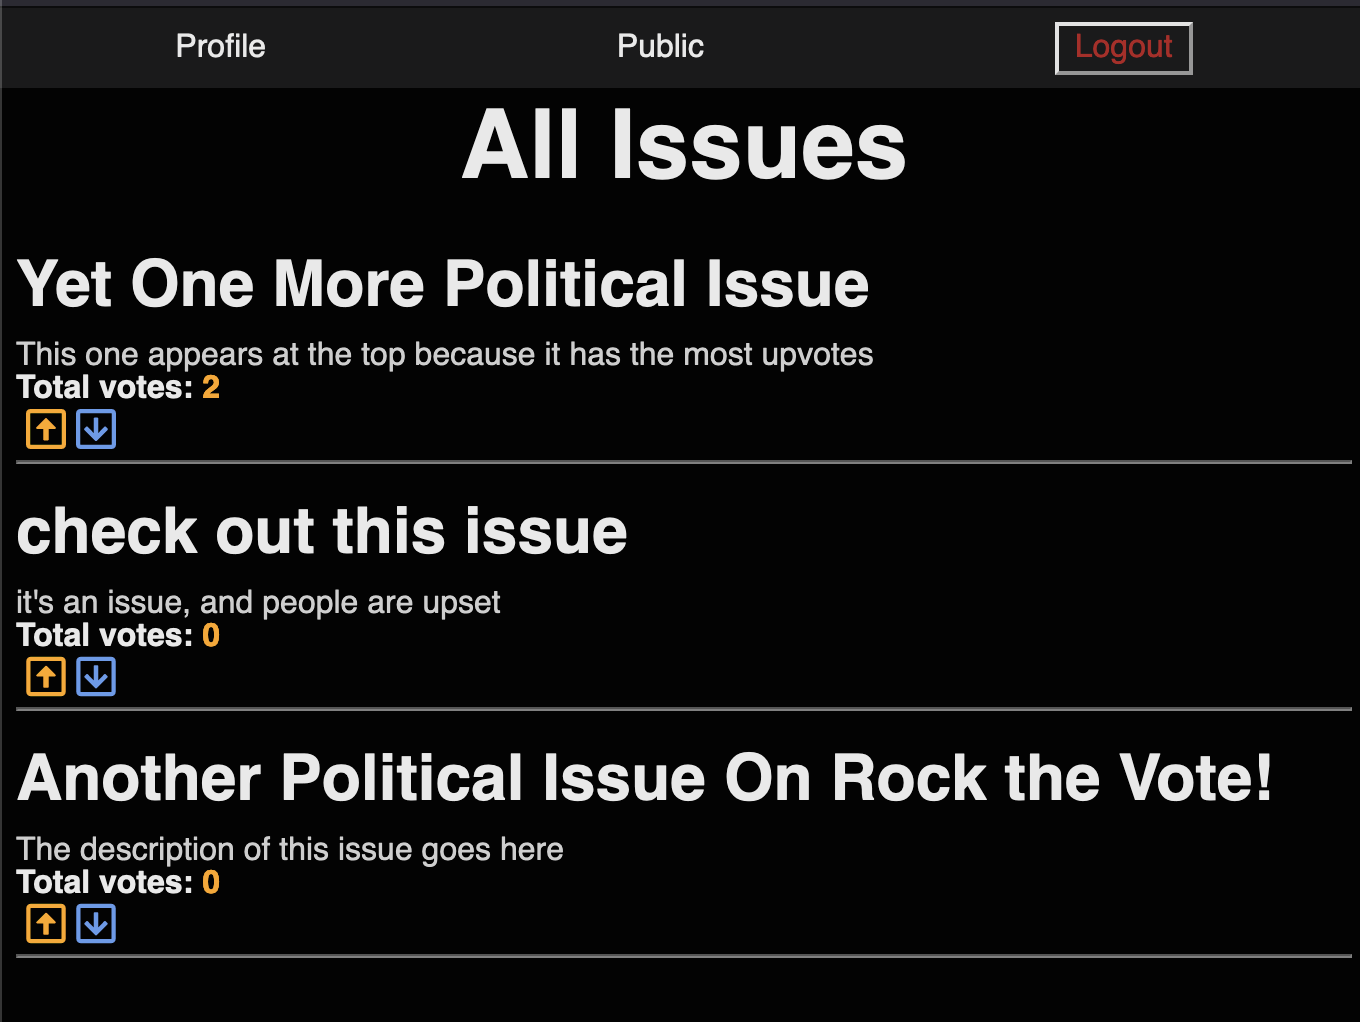 Profile Public Logout
All Issues
Yet One More Political Issue
This one appears at the top because it has the most upvotes
Total votes: 2
check out this issue
it's an issue, and people are upset
Total votes: 0
Another Political Issue On Rock the Vote!
The description of this issue goes here
Total votes: 0